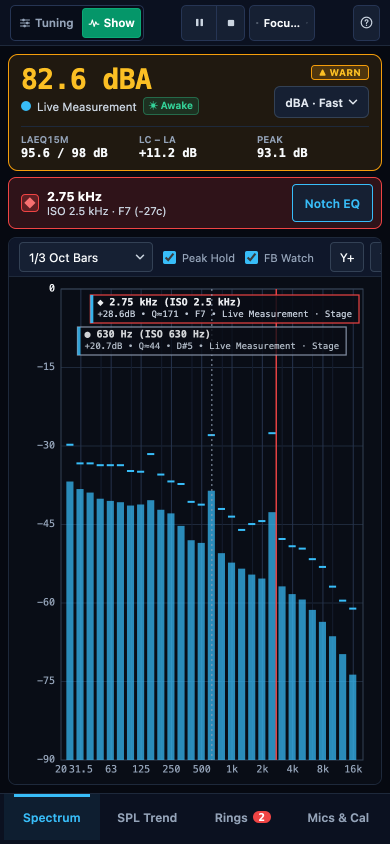 Tuning Show Focu...
82.6 dBA
WARN
Live Measurement Awake
dBA · Fast
LAEQ15M LC – LA PEAK
95.6 / 98 dB +11.2 dB 93.1 dB
2.75 kHz
ISO 2.5 kHz · F7 (-27c)
Notch EQ
1/3 Oct Bars Peak Hold FB Watch Y+
0
◆ 2.75 kHz (ISO 2.5 kHz)
+28.6dB • Q≈171 • F7 • Live Measurement · Stage
● 630 Hz (ISO 630 Hz)
+20.7dB • Q≈44 • D#5 • Live Measurement · Stage
−15
−30
−45
−60
−75
−90
20 31.5 63 125 250 500 1k 2k 4k 8k 16k
Spectrum SPL Trend Rings 2 Mics & Cal